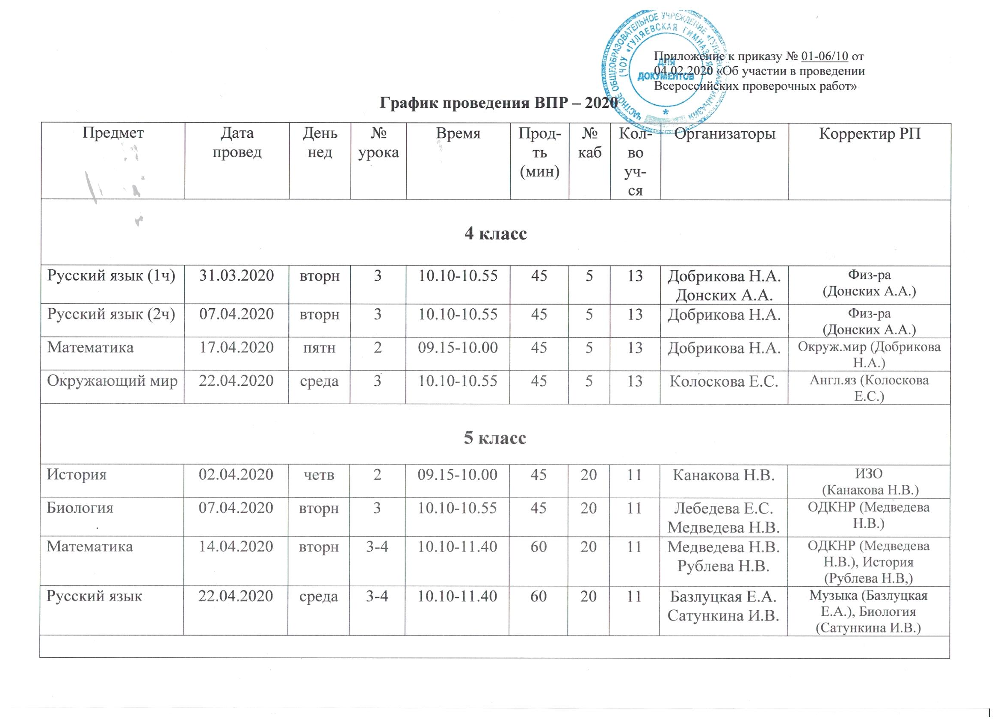 ЧАСТНОЕ ОБЩЕОБРАЗОВАТЕЛЬНОЕ УЧРЕЖДЕНИЕ «ГУЛЯЕВСКАЯ ГИМНАЗИЯ
(ЧОУ «ГУЛЯЕВСКАЯ ГИМНАЗИЯ»)
ДЛЯ
ДОКУМЕНТОВ
Приложение к приказу № 01-06/10 от
04.02.2020 «Об участии в проведении
Всероссийских проверочных работ»
График проведения ВПР – 2020
Предмет Дата День № Время Прод- № Кол- Организаторы Корректир РП
провед нед урока ть каб во
(мин) уч-
ся
4 класс
Русский язык (1ч) 31.03.2020 вторн 3 10.10-10.55 45 5 13 Добрикова Н.А. Физ-ра
Донских А.А. (Донских А.А.)
Русский язык (2ч) 07.04.2020 вторн 3 10.10-10.55 45 5 13 Добрикова Н.А. Физ-ра
(Донских А.А.)
Математика 17.04.2020 пятн 2 09.15-10.00 45 5 13 Добрикова Н.А. Окруж.мир (Добрикова
Н.А.)
Окружающий мир 22.04.2020 среда 3 10.10-10.55 45 5 13 Колоскова Е.С. Англ.яз (Колоскова
Е.С.)
5 класс
История 02.04.2020 четв 2 09.15-10.00 45 20 11 Канакова Н.В. ИЗО
(Канакова Н.В.)
Биология 07.04.2020 вторн 3 10.10-10.55 45 20 11 Лебедева Е.С. ОДКНР (Медведева
Медведева Н.В. Н.В.)
Математика 14.04.2020 вторн 3-4 10.10-11.40 60 20 11 Медведева Н.В. ОДКНР (Медведева
Рублева Н.В. Н.В.), История
(Рублева Н.В,)
Русский язык 22.04.2020 среда 3-4 10.10-11.40 60 20 11 Базлуцкая Е.А. Музыка (Базлуцкая
Сатункина И.В. Е.А.), Биология
(Сатункина И.В.)